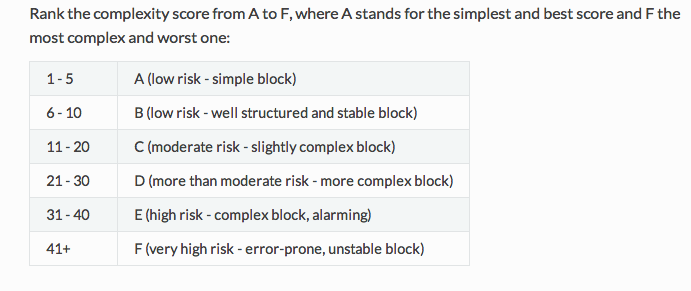 Rank the complexity score from A to F, where A stands for the simplest and best score and F the
most complex and worst one:
1 - 5 A (low risk - simple block)
6 - 10 B (low risk - well structured and stable block)
11 - 20 C (moderate risk - slightly complex block)
21 - 30 D (more than moderate risk - more complex block)
31 - 40 E (high risk - complex block, alarming)
41+ F (very high risk - error-prone, unstable block)